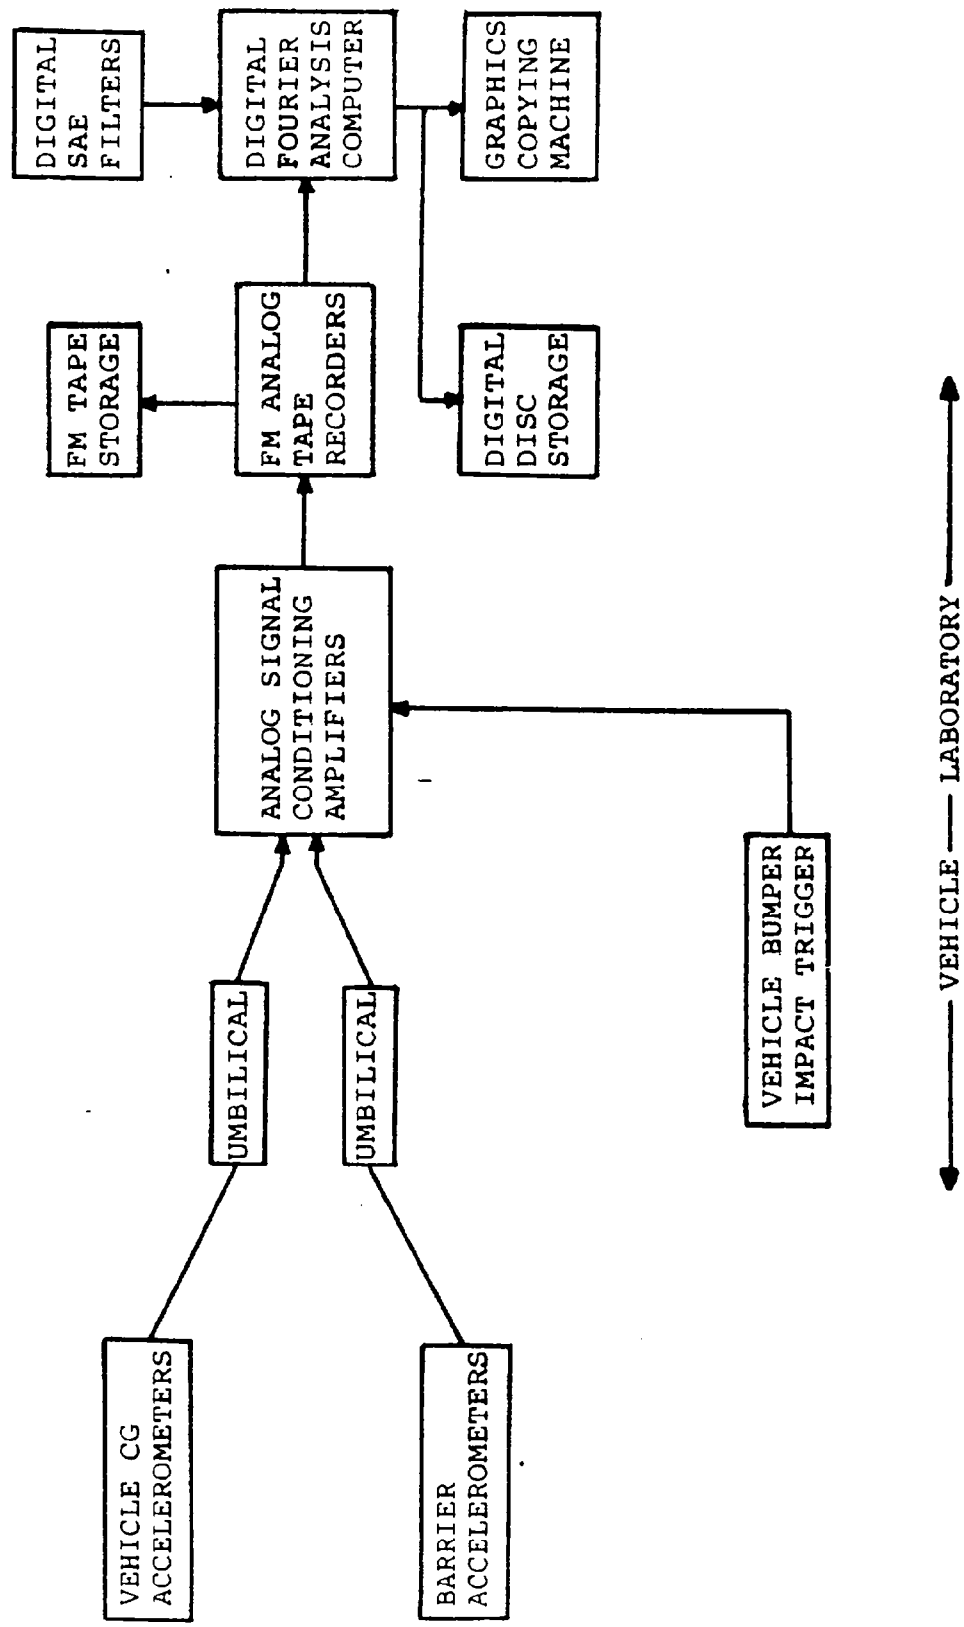 VEHICLE CG
ACCELEROMETERS
BARRIER
ACCELEROMETERS
UMBILICAL
UMBILICAL
VEHICLE BUMPER
IMPACT TRIGGER
ANALOG SIGNAL
CONDITIONING
AMPLIFIERS
FM TAPE
STORAGE
FM ANALOG
TAPE
RECORDERS
DIGITAL
DISC
STORAGE
DIGITAL
SAE
FILTERS
DIGITAL
FOURIER
ANALYSIS
COMPUTER
GRAPHICS
COPYING
MACHINE
VEHICLE LABORATORY